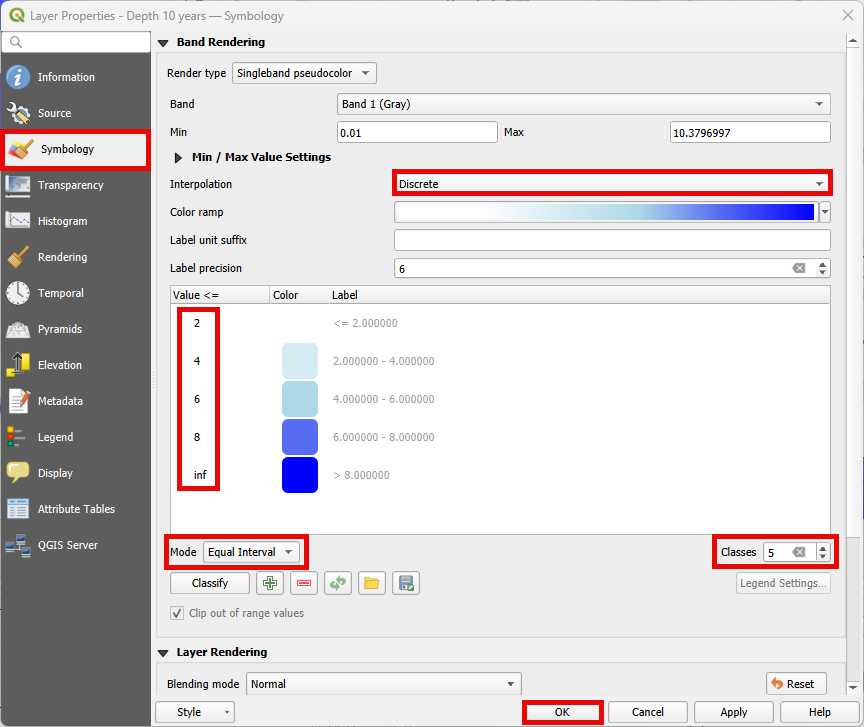 Layer Properties - Depth 10 years — Symbology
Information
Source
Symbology
Transparency
Histogram
Rendering
Temporal
Pyramids
Elevation
Metadata
Legend
Display
Attribute Tables
QGIS Server
Band Rendering
Render type Singleband pseudocolor
Band Band 1 (Gray)
Min 0.01 Max 10.3796997
Min / Max Value Settings
Interpolation Discrete
Color ramp
Label unit suffix
Label precision 6
Value <= Color Label
2 <= 2.000000
4 2.000000 - 4.000000
6 4.000000 - 6.000000
8 6.000000 - 8.000000
inf > 8.000000
Mode Equal Interval Classes 5
Classify Legend Settings...
Clip out of range values
Layer Rendering
Blending mode Normal Reset
Style OK Cancel Apply Help